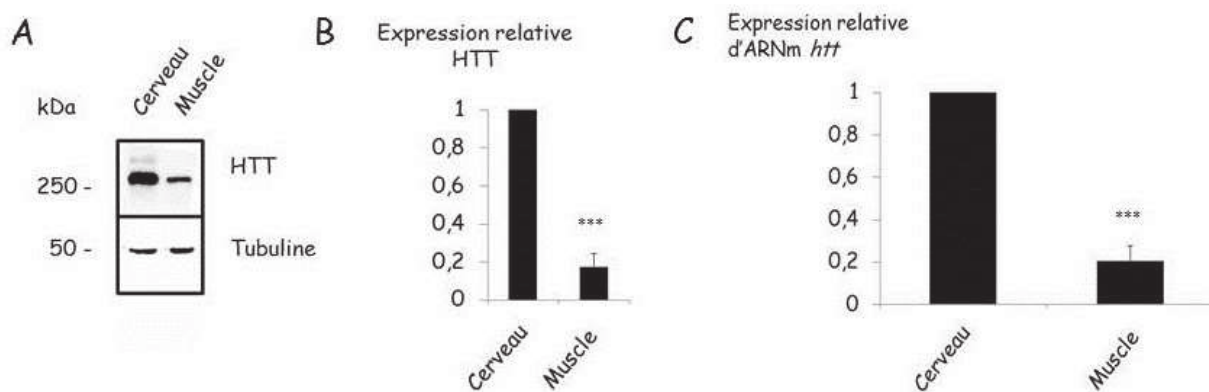 A
Cerveau
Muscle
kDa
250 -
HTT
50 -
Tubuline
B
Expression relative
HTT
1
0,8
0,6
0,4
0,2
0
***
Cerveau
Muscle
C
Expression relative
d'ARNm htt
1
0,8
0,6
0,4
0,2
0
***
Cerveau
Muscle